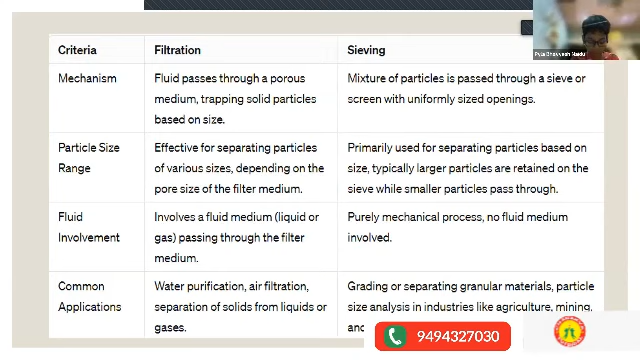 Pyla Bhavyesh Naidu
Criteria Filtration Sieving
Mechanism Fluid passes through a porous Mixture of particles is passed through a sieve or
medium, trapping solid particles screen with uniformly sized openings.
based on size.
Particle Size Effective for separating particles Primarily used for separating particles based on
Range of various sizes, depending on the size, typically larger particles are retained on the
pore size of the filter medium. sieve while smaller particles pass through.
Fluid Involves a fluid medium (liquid or Purely mechanical process, no fluid medium
Involvement gas) passing through the filter involved.
medium.
Common Water purification, air filtration, Grading or separating granular materials, particle
Applications separation of solids from liquids or size analysis in industries like agriculture, mining,
gases. and
9494327030